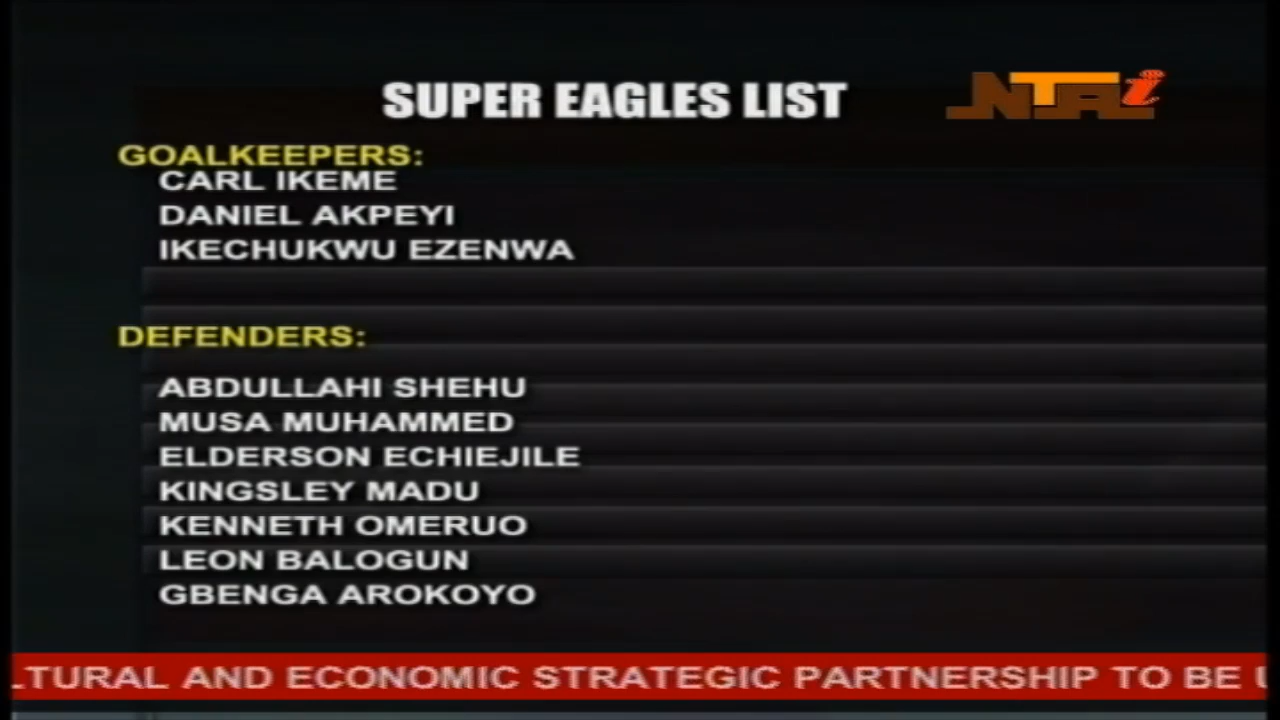 SUPER EAGLES LIST
NTAi
GOALKEEPERS:
CARL IKEME
DANIEL AKPEYI
IKECHUKWU EZENWA
DEFENDERS:
ABDULLAHI SHEHU
MUSA MUHAMMED
ELDERSON ECHIEJILE
KINGSLEY MADU
KENNETH OMERUO
LEON BALOGUN
GBENGA AROKOYO
TURAL AND ECONOMIC STRATEGIC PARTNERSHIP TO BE